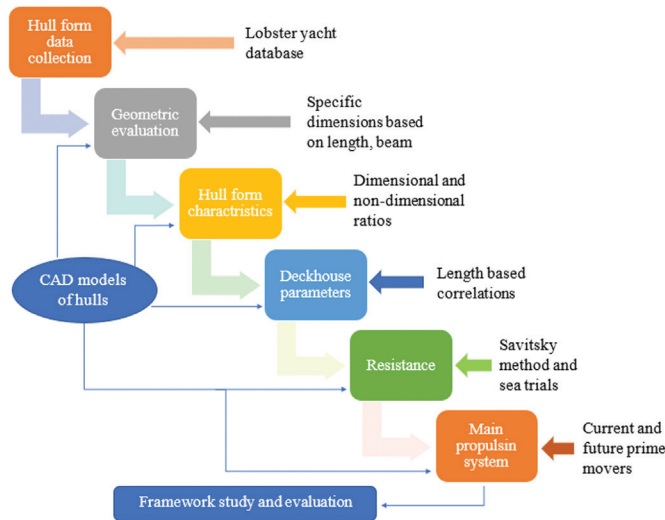 Hull form
data
collection
Lobster yacht
database
Geometric
evaluation
Specific
dimensions based
on length, beam
Hull form
charactristics
Dimensional and
non-dimensional
ratios
CAD models
of hulls
Deckhouse
parameters
Length based
correlations
Resistance
Savitsky
method and
sea trials
Main
propulsin
system
Current and
future prime
movers
Framework study and evaluation